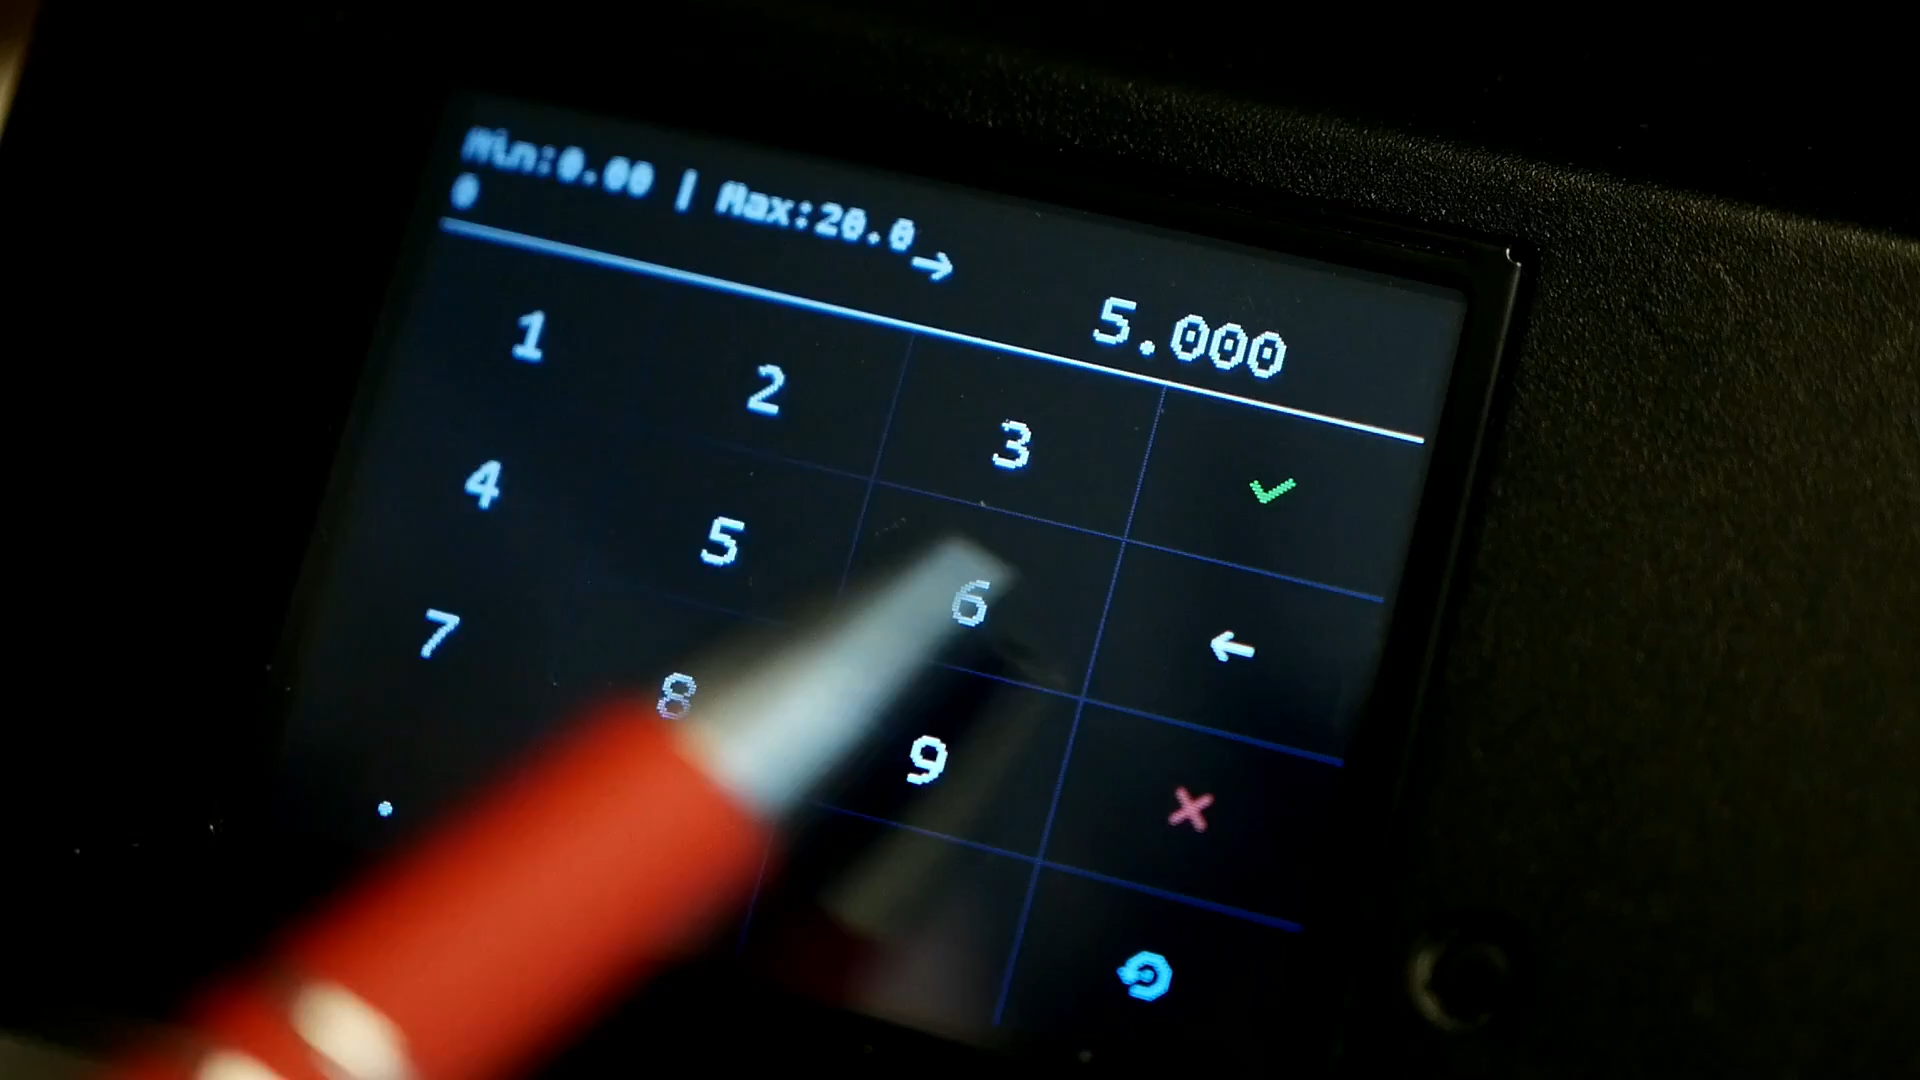 Min:0.00 | Max:20.0
0
→ 5.000
1 2 3 ✓
4 5 6 ←
7 8 9 ×
.